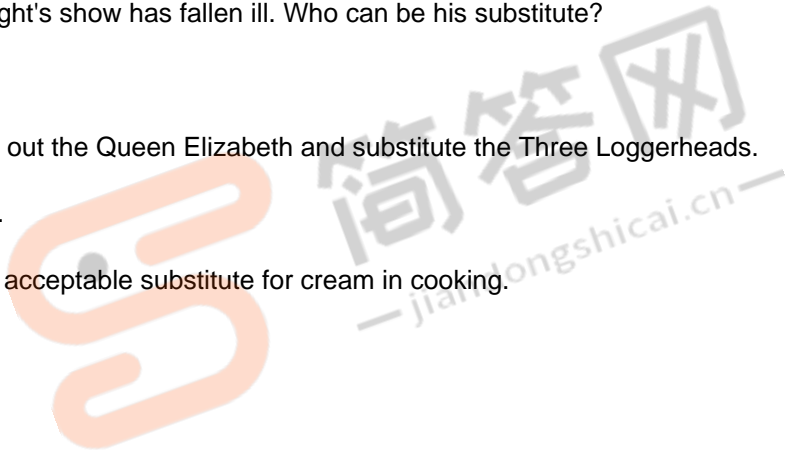 ght's show has fallen ill. Who can be his substitute?
out the Queen Elizabeth and substitute the Three Loggerheads.
.
acceptable substitute for cream in cooking.
简答网
jiandongshicai.cn